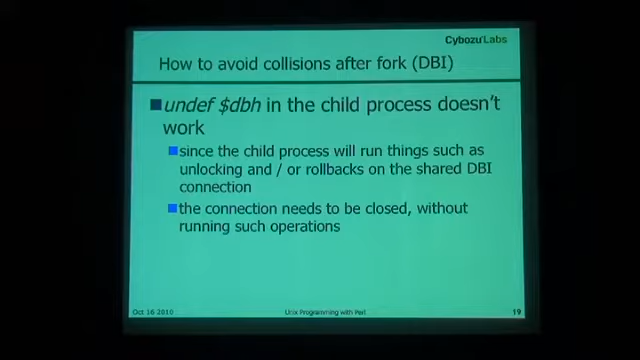 Cybozu Labs
How to avoid collisions after fork (DBI)
undef $dbh in the child process doesn't
work
since the child process will run things such as
unlocking and / or rollbacks on the shared DBI
connection
the connection needs to be closed, without
running such operations
Oct 16 2010
Unix Programming with Perl
19